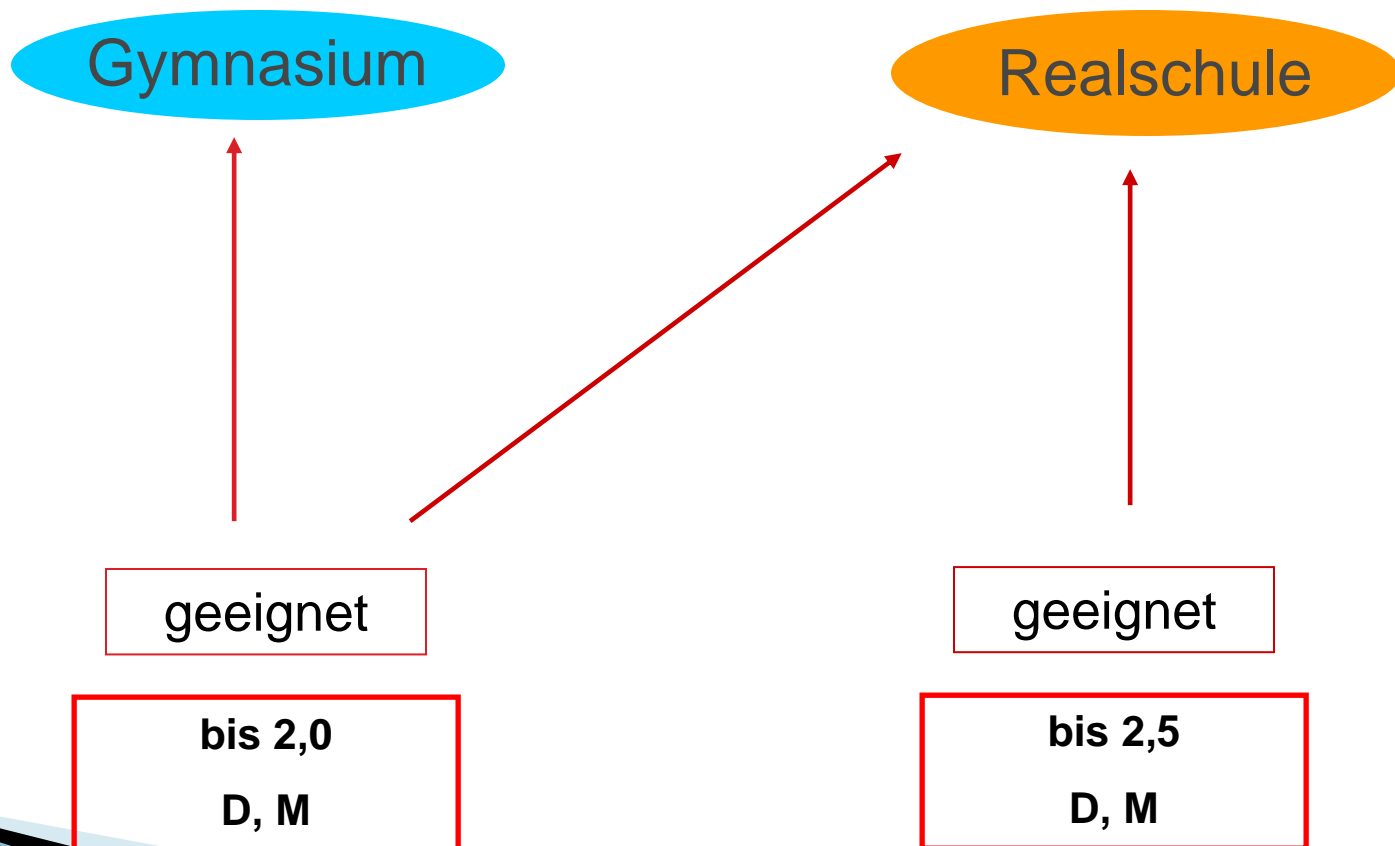 Gymnasium
Realschule
geeignet
geeignet
bis 2,0
D, M
bis 2,5
D, M